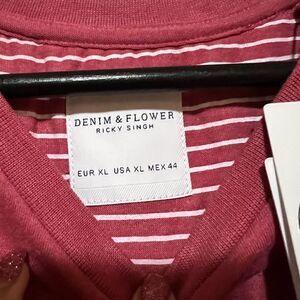 DENIM & FLOWER
RICKY SINGH
EUR XL USA XL MEX 44